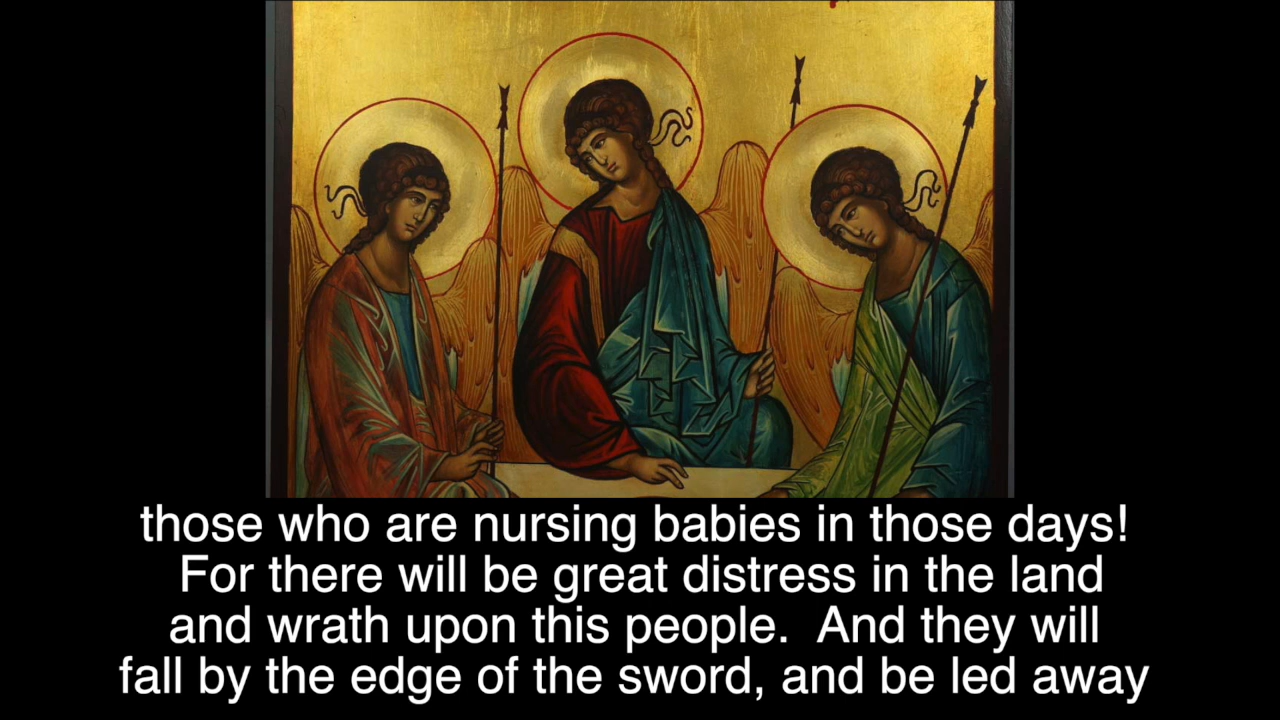 those who are nursing babies in those days!
For there will be great distress in the land
and wrath upon this people.  And they will
fall by the edge of the sword, and be led away